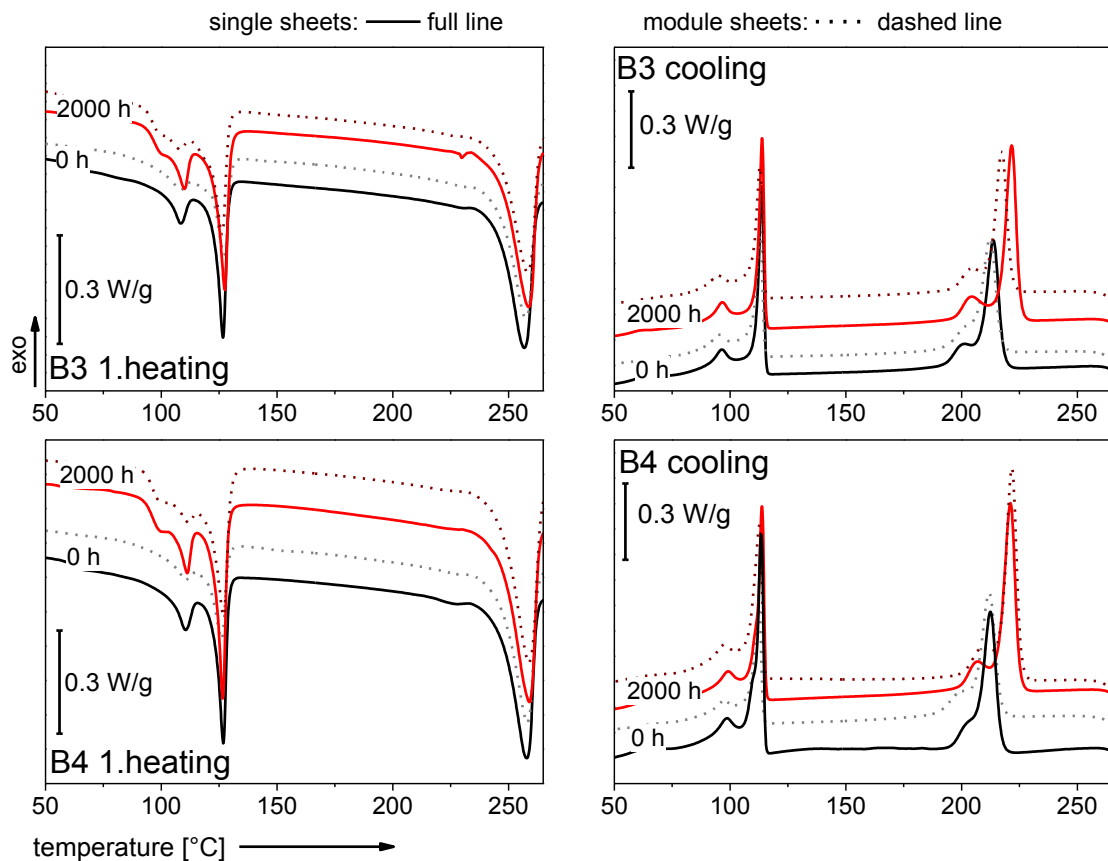 single sheets: full line
module sheets: dashed line
2000 h
0 h
0.3 W/g
exo
B3 1.heating
50 100 150 200 250
B3 cooling
0.3 W/g
2000 h
0 h
50 100 150 200 250
2000 h
0 h
0.3 W/g
B4 1.heating
50 100 150 200 250
B4 cooling
0.3 W/g
2000 h
0 h
50 100 150 200 250
temperature [°C]